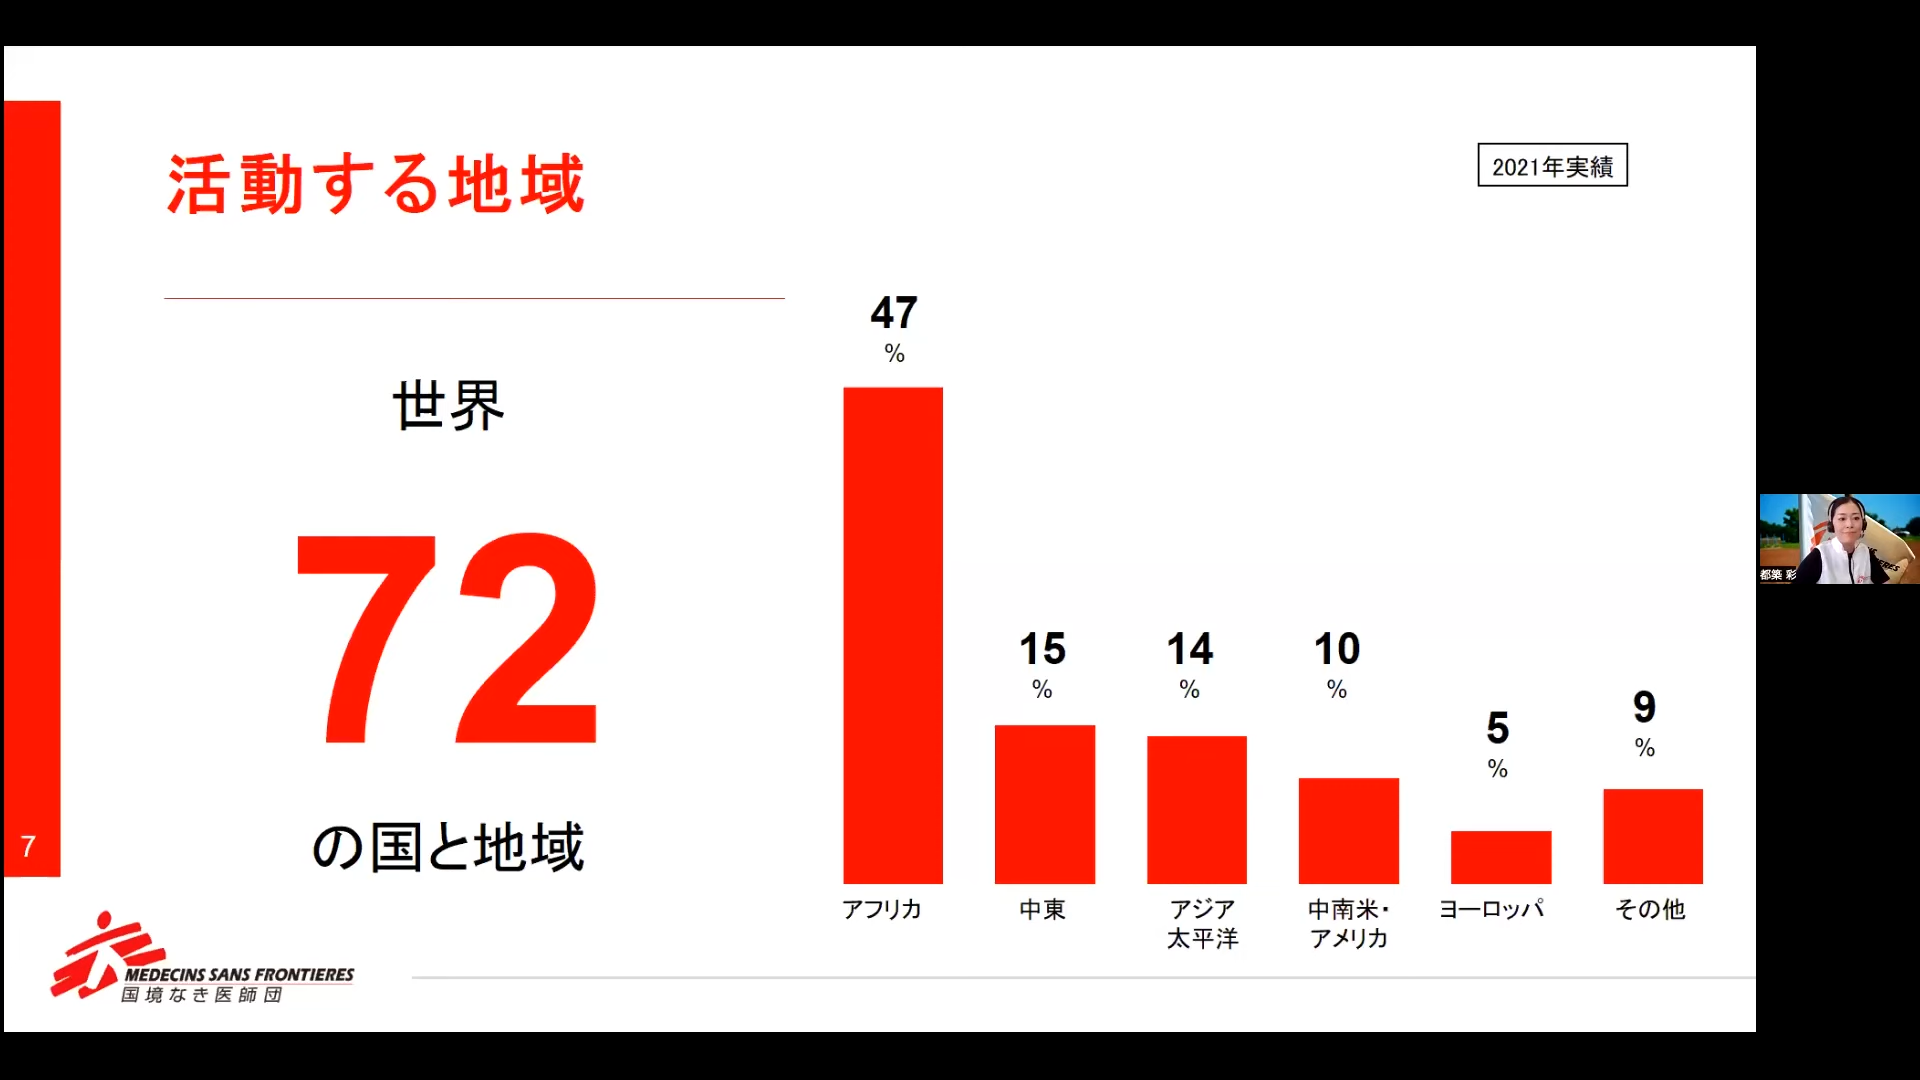 活動する地域
2021年実績
世界
72
の国と地域
47
%
15
%
14
%
10
%
5
%
9
%
アフリカ
中東
アジア
太平洋
中南米・
アメリカ
ヨーロッパ
その他
7
MEDECINS SANS FRONTIERES
国境なき医師団
都築 彩